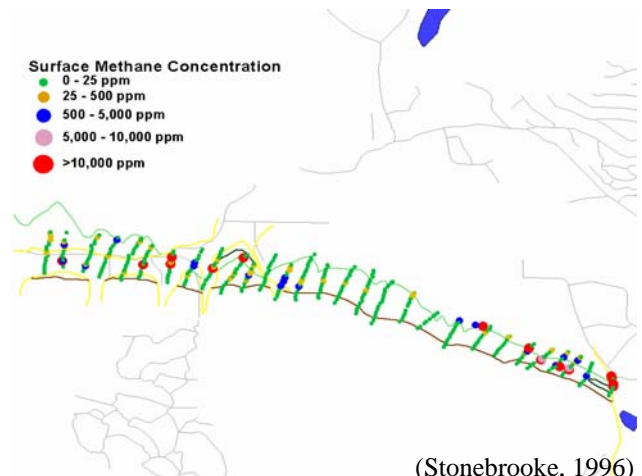 Surface Methane Concentration
0 - 25 ppm
25 - 500 ppm
500 - 5,000 ppm
5,000 - 10,000 ppm
>10,000 ppm
(Stonebrooke, 1996)